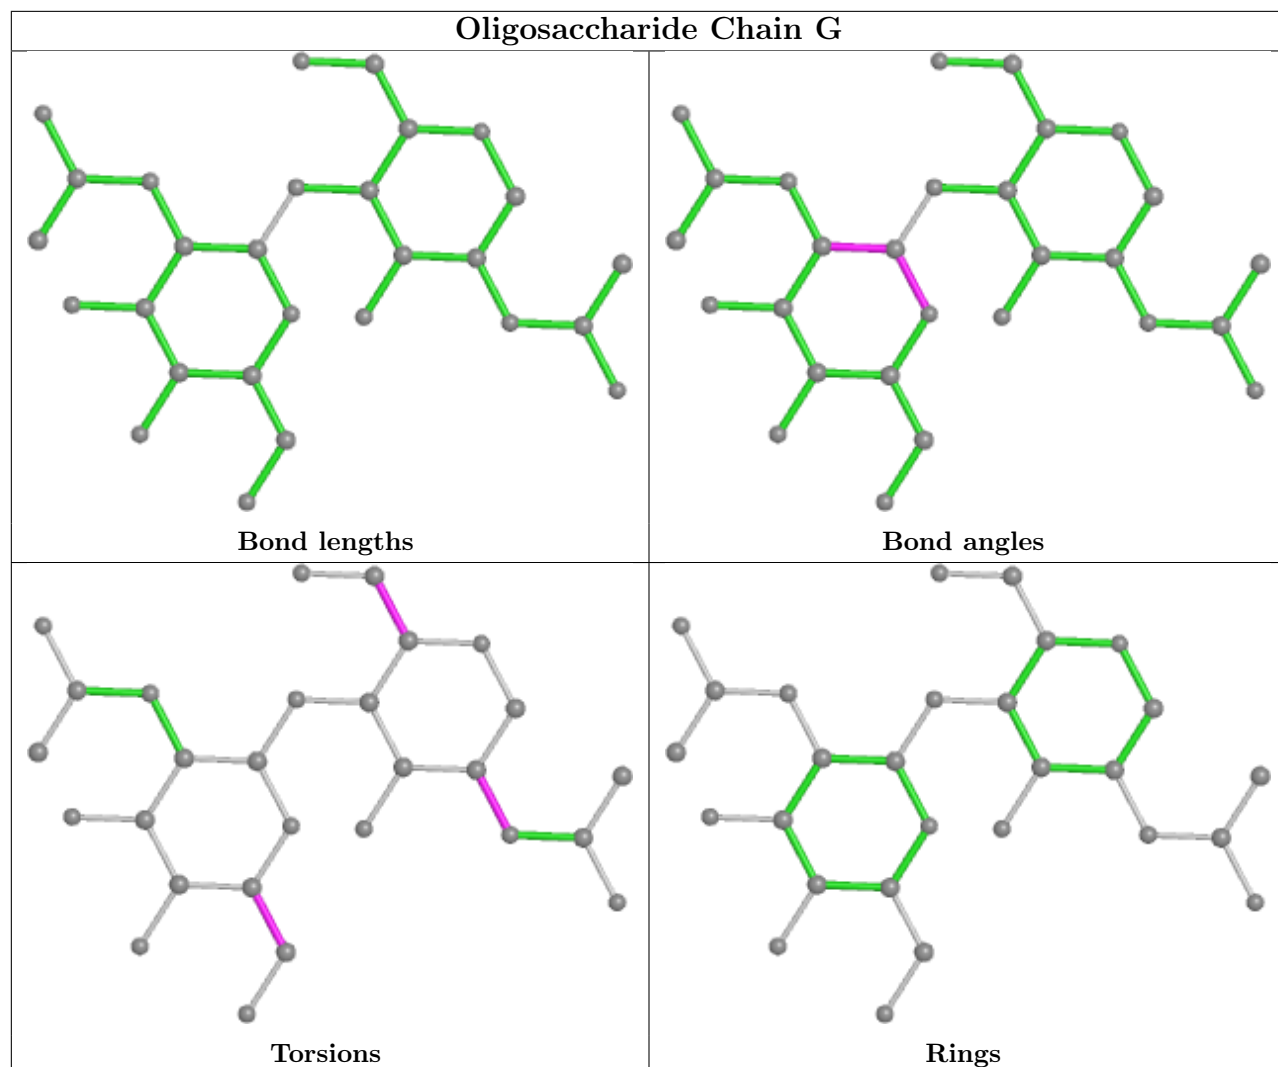 Oligosaccharide Chain G
Bond lengths
Bond angles
Torsions
Rings